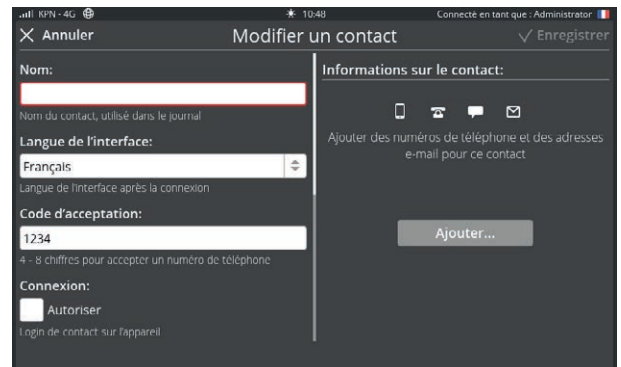 KPN - 4G 10:48 Connecté en tant que : Administrator
Annuler Modifier un contact Enregistrer
Nom:
Nom du contact, utilisé dans le journal
Langue de l'interface:
Français
Langue de l'interface après la connexion
Code d'acceptation:
1234
4 - 8 chiffres pour accepter un numéro de téléphone
Connexion:
Autoriser
Login de contact sur l'appareil
Informations sur le contact:
Ajouter des numéros de téléphone et des adresses
e-mail pour ce contact
Ajouter...